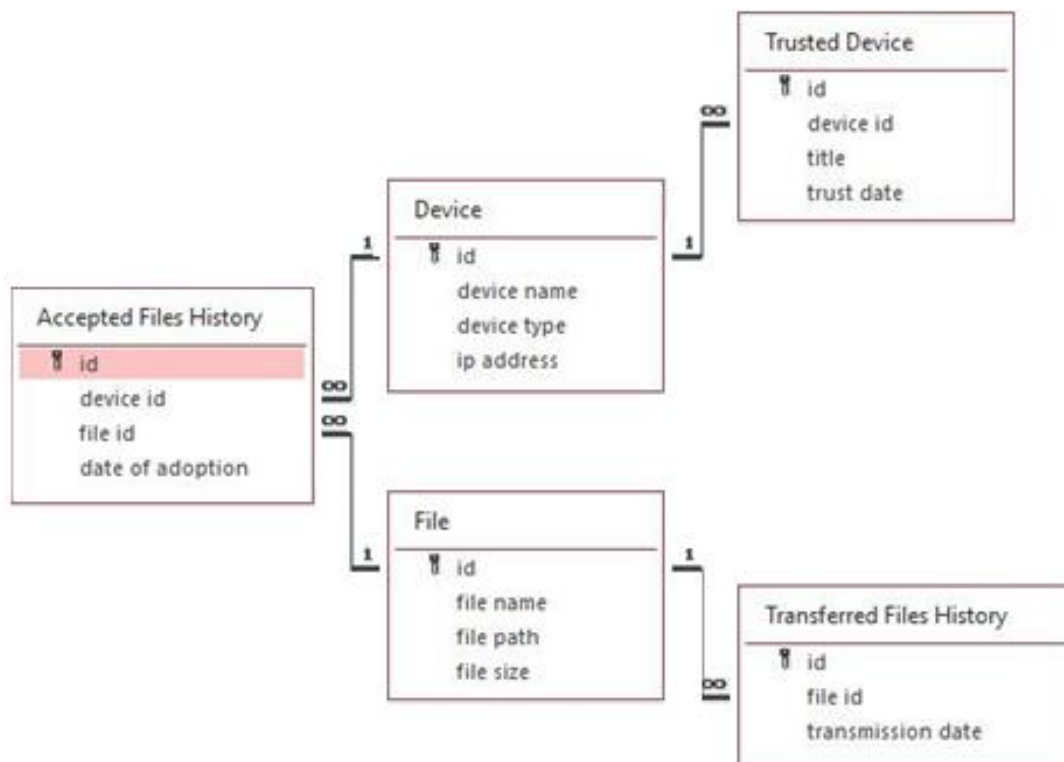 Trusted Device
id
device id
title
trust date
∞
Device
id
device name
device type
ip address
1
1
Accepted Files History
id
device id
file id
date of adoption
∞
∞
File
id
file name
file path
file size
1
1
Transferred Files History
id
file id
transmission date
∞